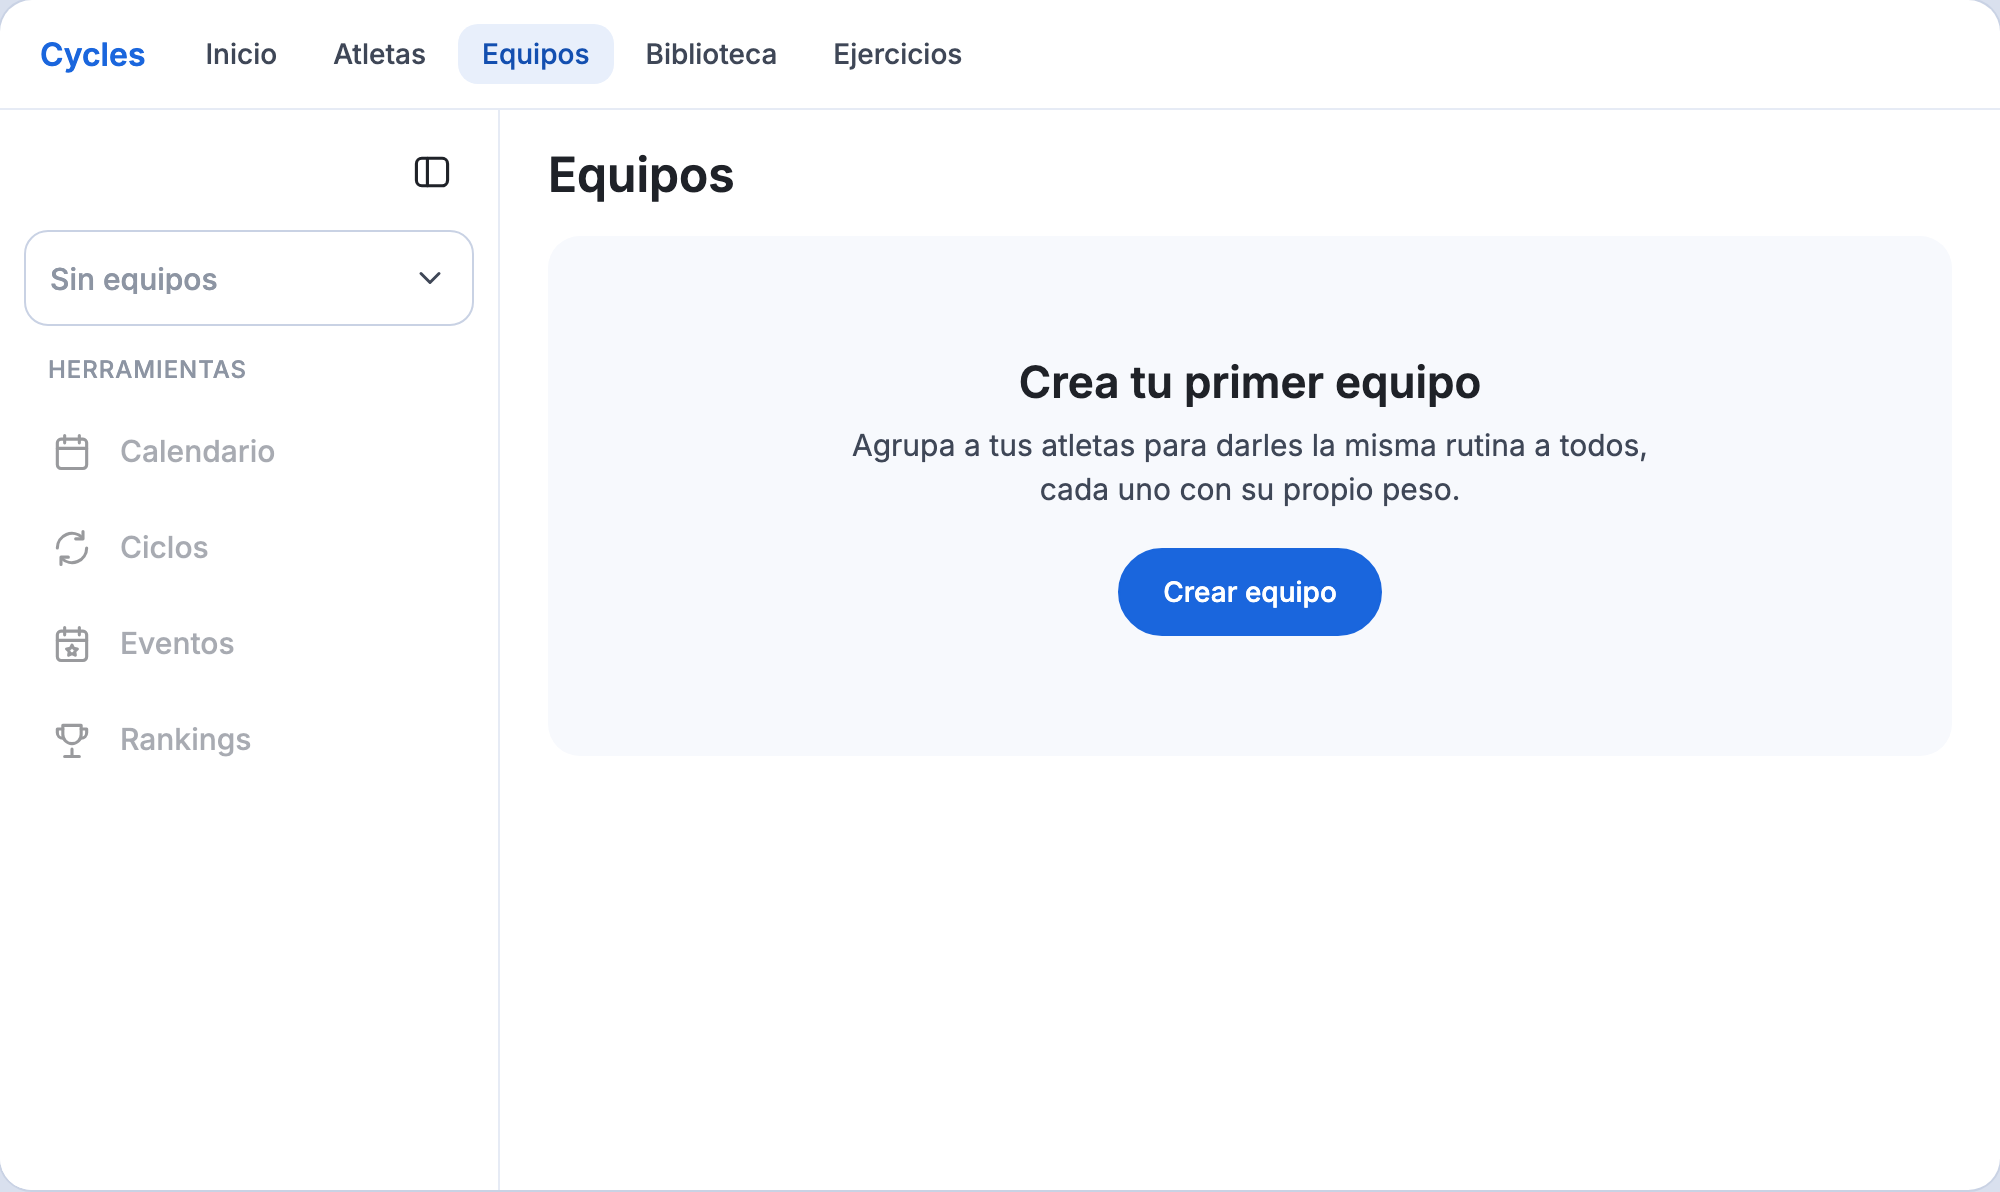 Cycles
Inicio
Atletas
Equipos
Biblioteca
Ejercicios
Sin equipos
HERRAMIENTAS
Calendario
Ciclos
Eventos
Rankings
Equipos
Crea tu primer equipo
Agrupa a tus atletas para darles la misma rutina a todos,
cada uno con su propio peso.
Crear equipo